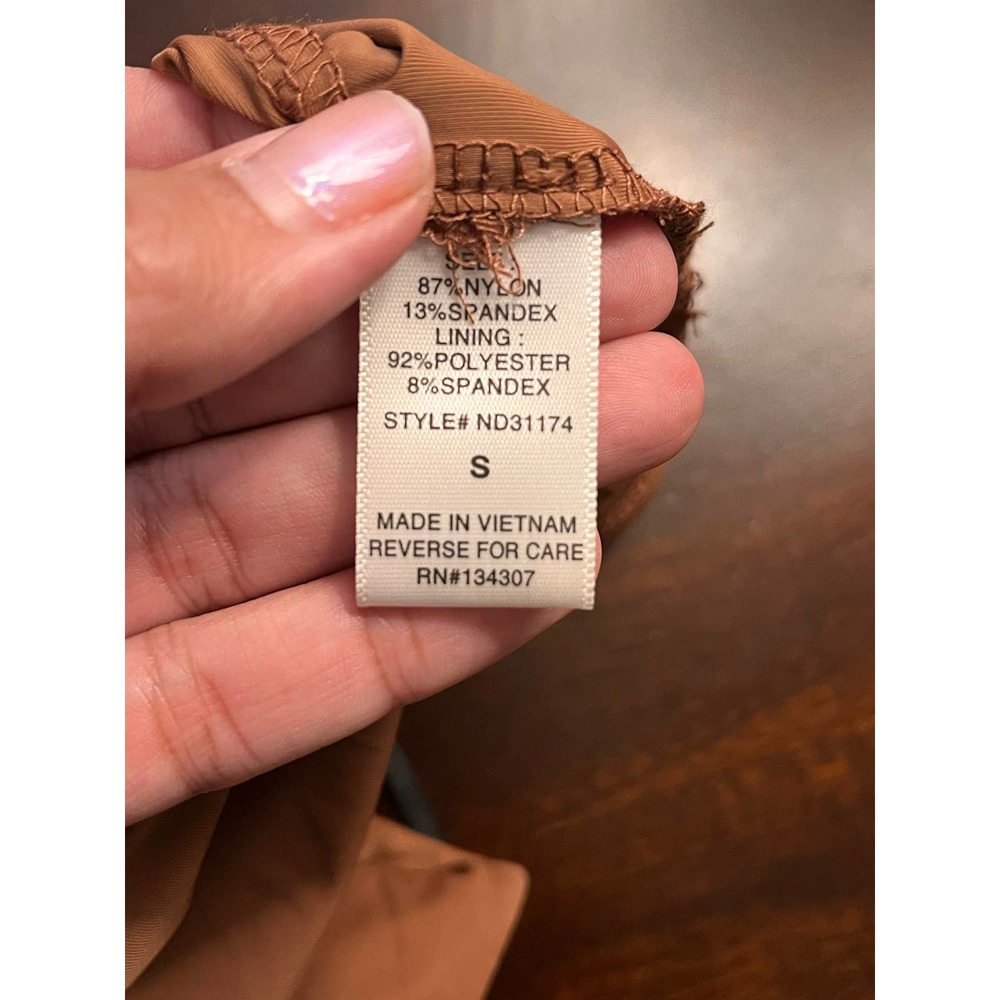 SELF :
87%NYLON
13%SPANDEX
LINING :
92%POLYESTER
8%SPANDEX
STYLE# ND31174
S
MADE IN VIETNAM
REVERSE FOR CARE
RN#134307